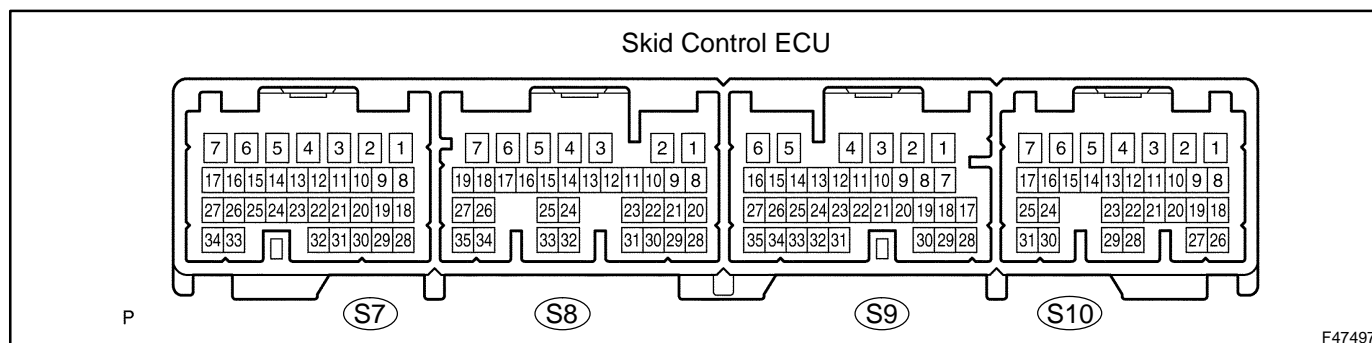 Skid Control ECU
7 6 5 4 3 2 1 7 6 5 4 3 2 1 6 5 4 3 2 1 7 6 5 4 3 2 1
17 16 15 14 13 12 11 10 9 8 19 18 17 16 15 14 13 12 11 10 9 8 16 15 14 13 12 11 10 9 8 7 17 16 15 14 13 12 11 10 9 8
27 26 25 24 23 22 21 20 19 18 27 26 25 24 23 22 21 20 27 26 25 24 23 22 21 20 19 18 17 25 24 23 22 21 20 19 18
34 33 32 31 30 29 28 35 34 33 32 31 30 29 28 35 34 33 32 31 30 29 28 31 30 29 28 27 26
P S7 S8 S9 S10
F47497